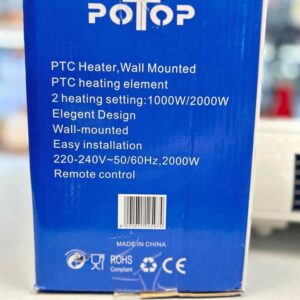 POTOP
PTC Heater,Wall Mounted
PTC heating element
2 heating setting:1000W/2000W
Elegent Design
Wall-mounted
Easy installation
220-240V~50/60Hz,2000W
Remote control
MADE IN CHINA
ROHS
Compliant
CE